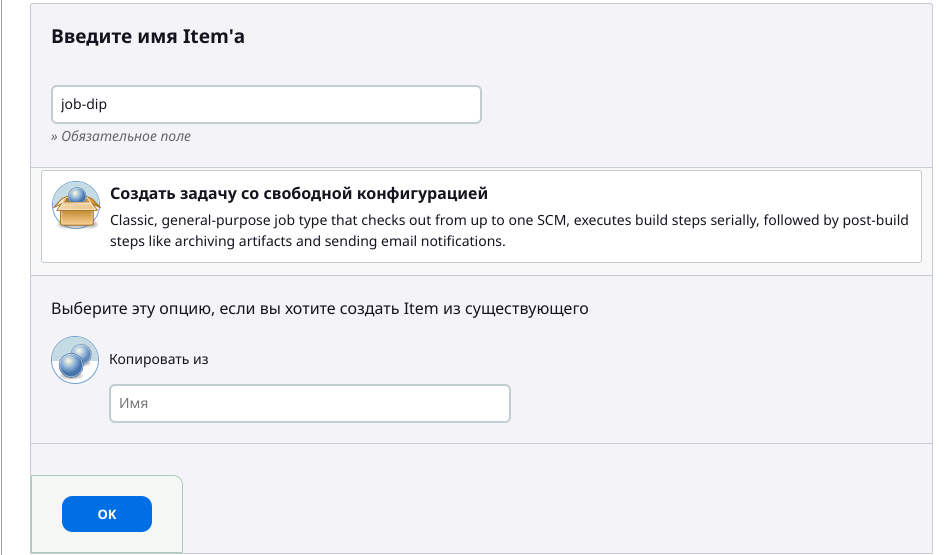 Введите имя Item'а
job-dip
» Обязательное поле
Создать задачу со свободной конфигурацией
Classic, general-purpose job type that checks out from up to one SCM, executes build steps serially, followed by post-build
steps like archiving artifacts and sending email notifications.
Выберите эту опцию, если вы хотите создать Item из существующего
Копировать из
Имя
OK